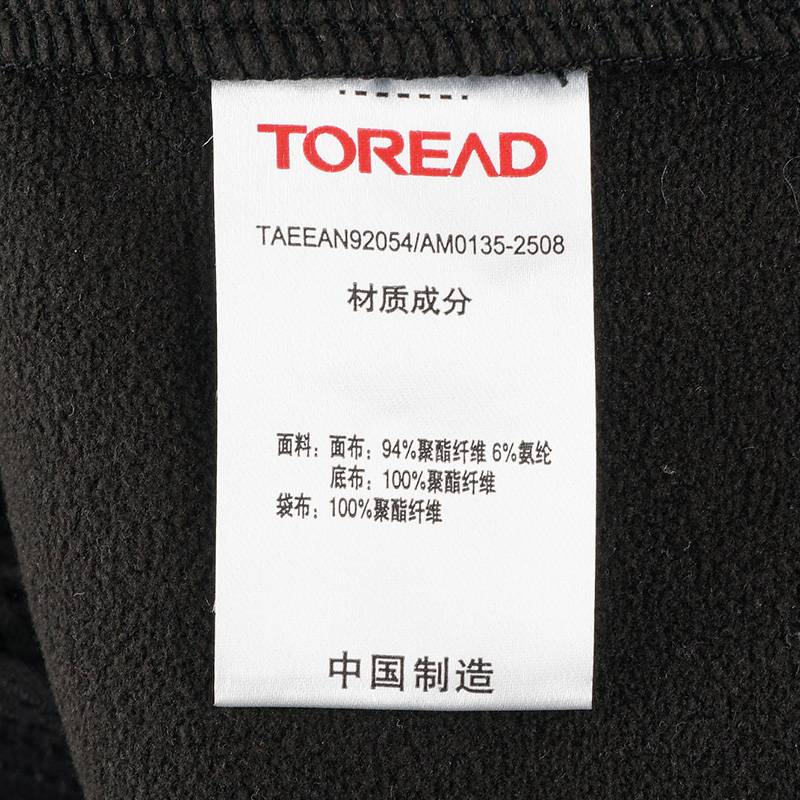 TOREAD
TAEEAN92054/AM0135-2508
材质成分
面料：面布：94%聚酯纤维 6%氨纶
底布：100%聚酯纤维
袋布：100%聚酯纤维
中国制造